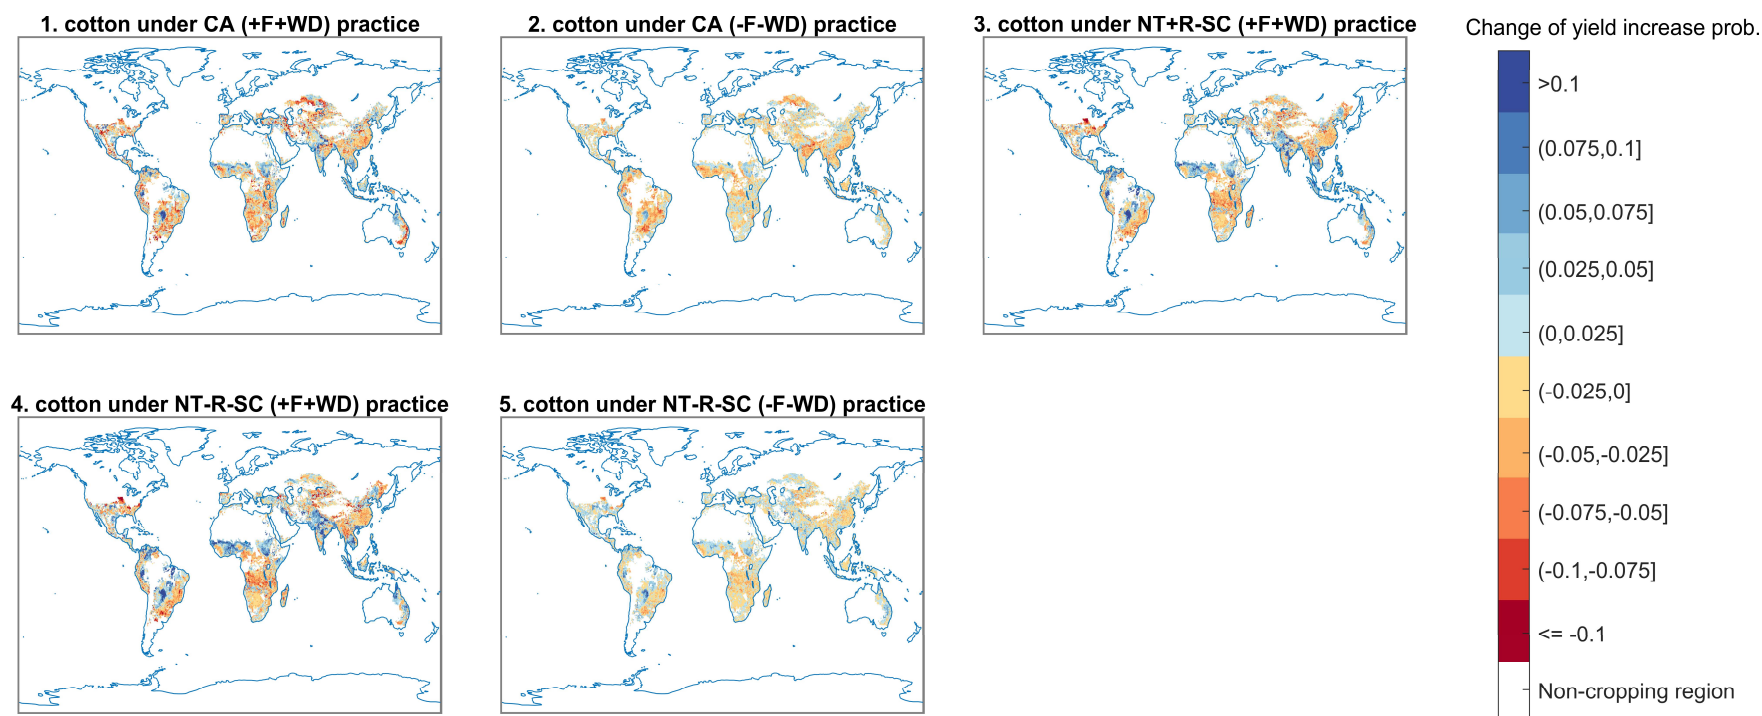 1. cotton under CA (+F+WD) practice
2. cotton under CA (-F-WD) practice
3. cotton under NT+R-SC (+F+WD) practice
Change of yield increase prob.
>0.1
(0.075,0.1]
(0.05,0.075]
(0.025,0.05]
(0,0.025]
(-0.025,0]
(-0.05,-0.025]
(-0.075,-0.05]
(-0.1,-0.075]
<= -0.1
Non-cropping region
4. cotton under NT-R-SC (+F+WD) practice
5. cotton under NT-R-SC (-F-WD) practice